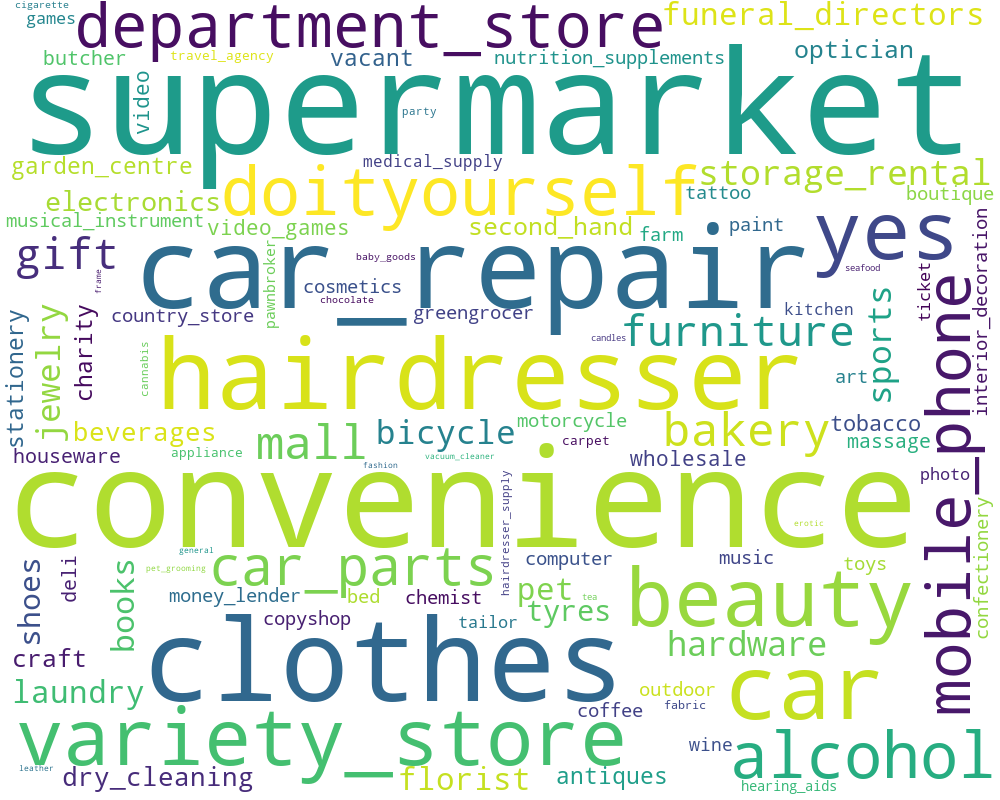 cigarette
games
department_store
funeral_directors
butcher
travel_agency
vacant
nutrition_supplements
optician
supermarket
video
party
garden_centre
medical_supply
storage_rental
doityourself
electronics
tattoo
boutique
musical_instrument
video_games
second_hand
farm
paint
yes
gift
car_repair
pawnbroker
baby_goods
seafood
frame
cosmetics
chocolate
ticket
interior_decoration
mobile_phone
country_store
greengrocer
kitchen
furniture
sports
stationery
jewelry
charity
cannabis
hairdresser
candles
art
beverages
mall
bicycle
motorcycle
bakery
tobacco
massage
houseware
appliance
carpet
fashion
vacuum_cleaner
wholesale
photo
convenience
hairdresser_supply
erotic
confectionery
general
car_parts
computer
music
toys
pet_grooming
shoes
deli
books
money_lender
bed
chemist
pet
tea
beauty
tyres
copyshop
tailor
clothes
hardware
craft
laundry
outdoor
car
fabric
coffee
variety_store
wine
alcohol
leather
dry_cleaning
florist
antiques
hearing_aids